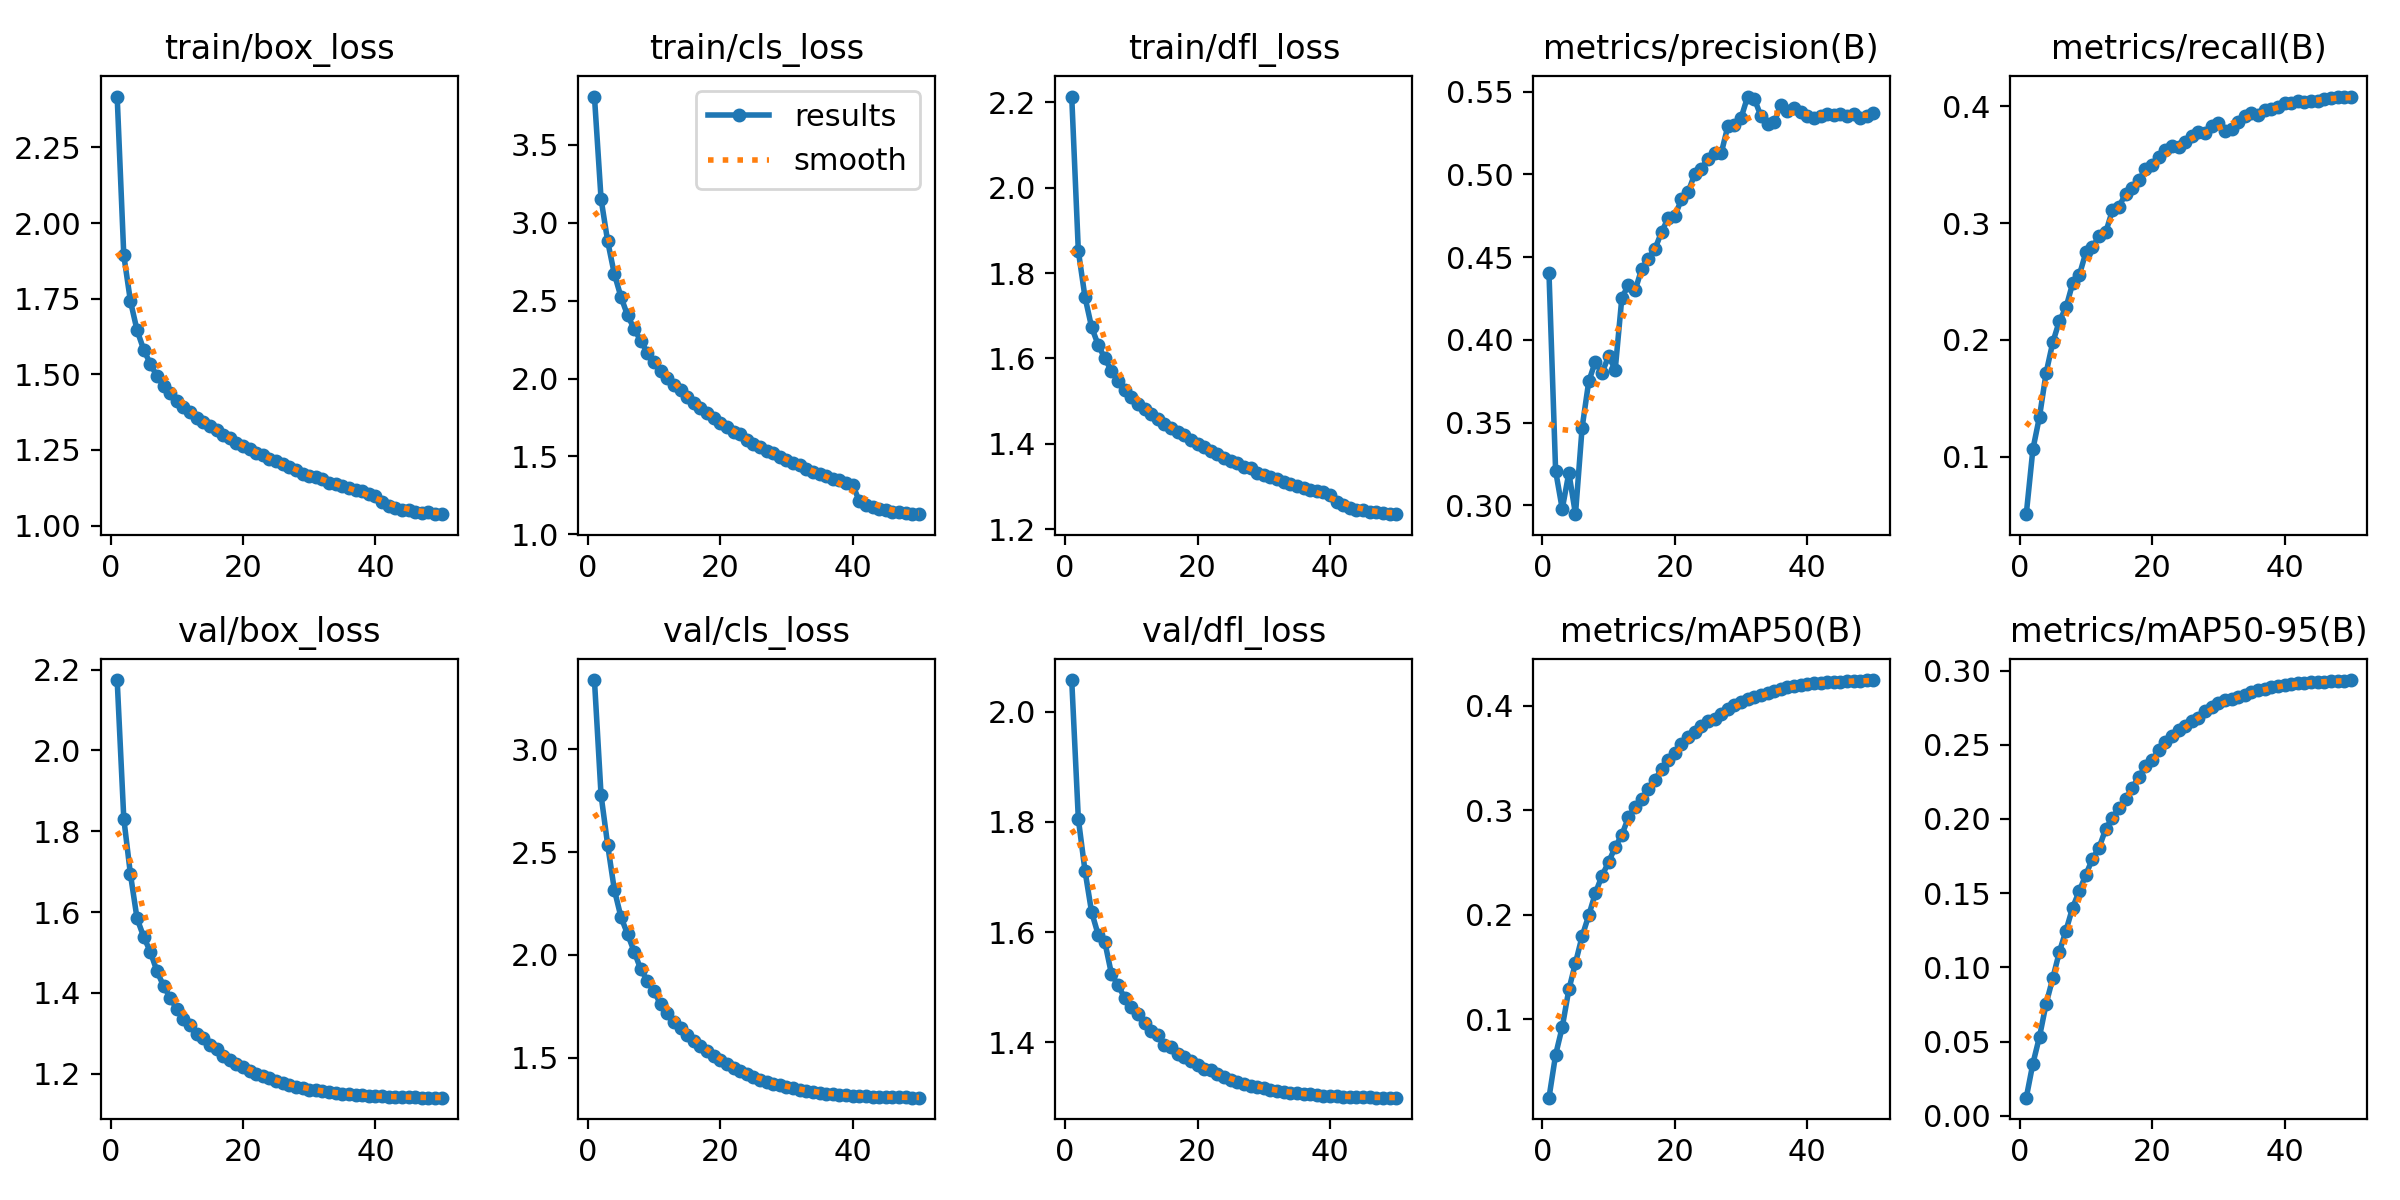 train/box_loss
2.25
2.00
1.75
1.50
1.25
1.00
0 20 40
train/cls_loss
results
smooth
3.5
3.0
2.5
2.0
1.5
1.0
0 20 40
train/dfl_loss
2.2
2.0
1.8
1.6
1.4
1.2
0 20 40
metrics/precision(B)
0.55
0.50
0.45
0.40
0.35
0.30
0 20 40
metrics/recall(B)
0.4
0.3
0.2
0.1
0 20 40
val/box_loss
2.2
2.0
1.8
1.6
1.4
1.2
0 20 40
val/cls_loss
3.0
2.5
2.0
1.5
0 20 40
val/dfl_loss
2.0
1.8
1.6
1.4
0 20 40
metrics/mAP50(B)
0.4
0.3
0.2
0.1
0 20 40
metrics/mAP50-95(B)
0.30
0.25
0.20
0.15
0.10
0.05
0.00
0 20 40